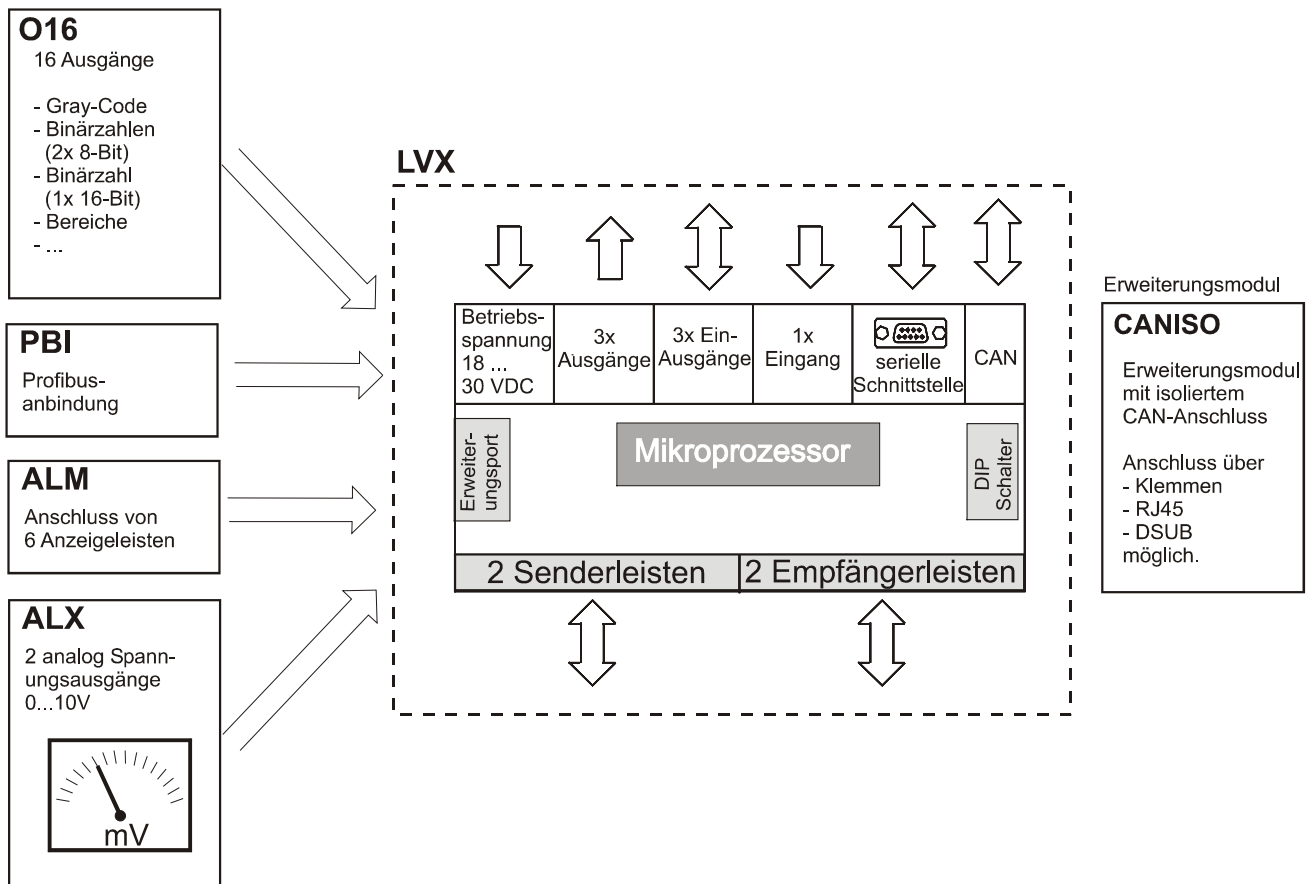 O16
16 Ausgänge
- Gray-Code
- Binärzahlen
(2x 8-Bit)
- Binärzahl
(1x 16-Bit)
- Bereiche
- ...
PBI
Profibus-
anbindung
ALM
Anschluss von
6 Anzeigeleisten
ALX
2 analog Spann-
ungsausgänge
0...10V
mV
LVX
Betriebs-
spannung
18 ...
30 VDC
3x
Ausgänge
3x Ein-
Ausgänge
1x
Eingang
serielle
Schnittstelle
CAN
Erweiter-
ungsport
Mikroprozessor
DIP
Schalter
2 Senderleisten
2 Empfängerleisten
Erweiterungsmodul
CANISO
Erweiterungsmodul
mit isoliertem
CAN-Anschluss
Anschluss über
- Klemmen
- RJ45
- DSUB
möglich.